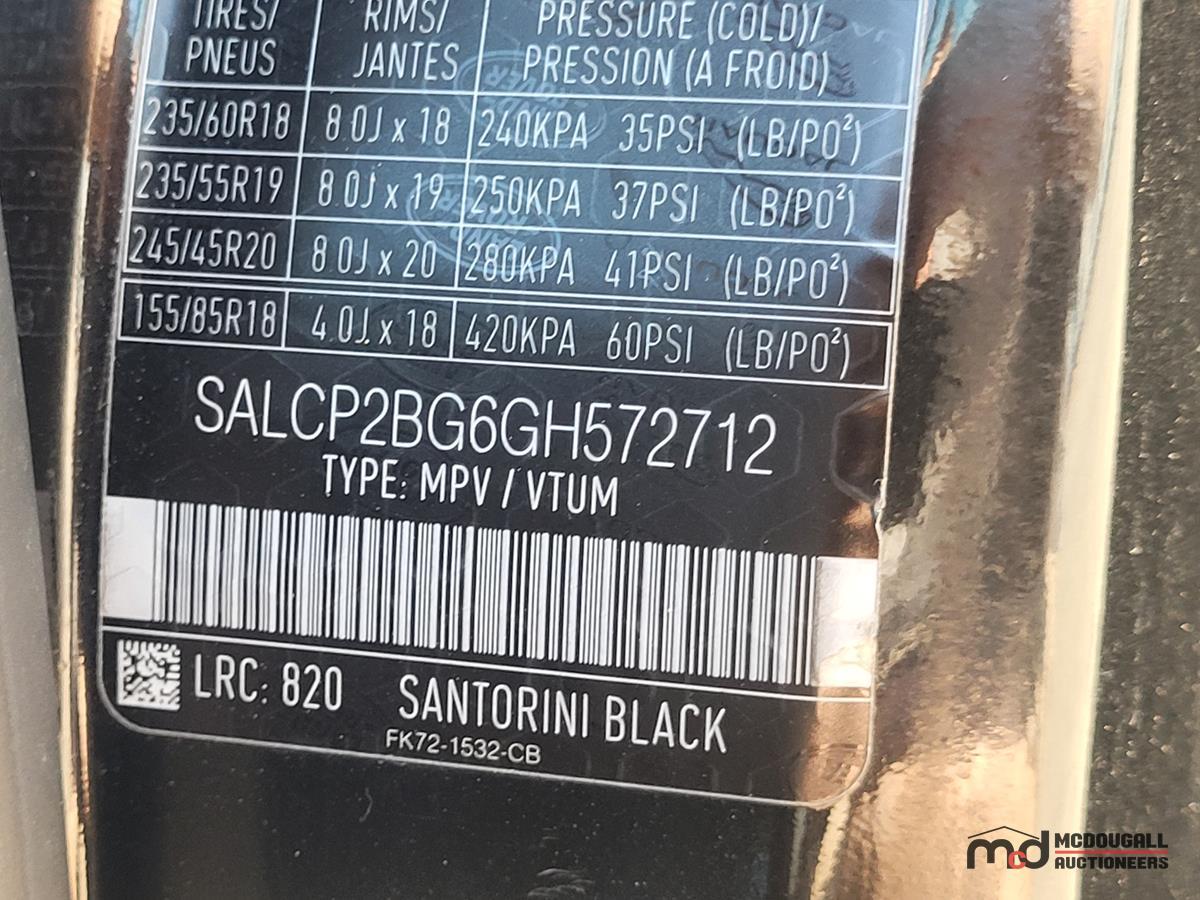 TIRES/ RIMS/ PRESSURE (COLD)/
PNEUS JANTES PRESSION (A FROID)
235/60R18 8 0J x 18 240KPA 35PSI (LB/PO²)
235/55R19 8.0J x 19 250KPA 37PSI (LB/PO²)
245/45R20 8 0J x 20 280KPA 41PSI (LB/PO²)
155/85R18 4.0J x 18 420KPA 60PSI (LB/PO²)
SALCP2BG6GH572712
TYPE: MPV / VTUM
LRC: 820 SANTORINI BLACK
FK72-1532-CB
mcd MCDOUGALL
AUCTIONEERS